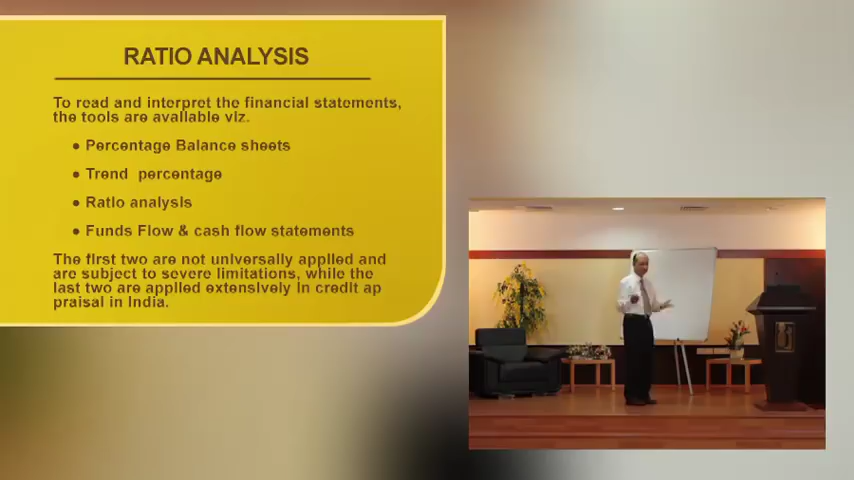 RATIO ANALYSIS
To read and interpret the financial statements,
the tools are available viz.
● Percentage Balance sheets
● Trend percentage
● Ratio analysis
● Funds Flow & cash flow statements
The first two are not universally applied and
are subject to severe limitations, while the
last two are applied extensively in credit ap
praisal in India.